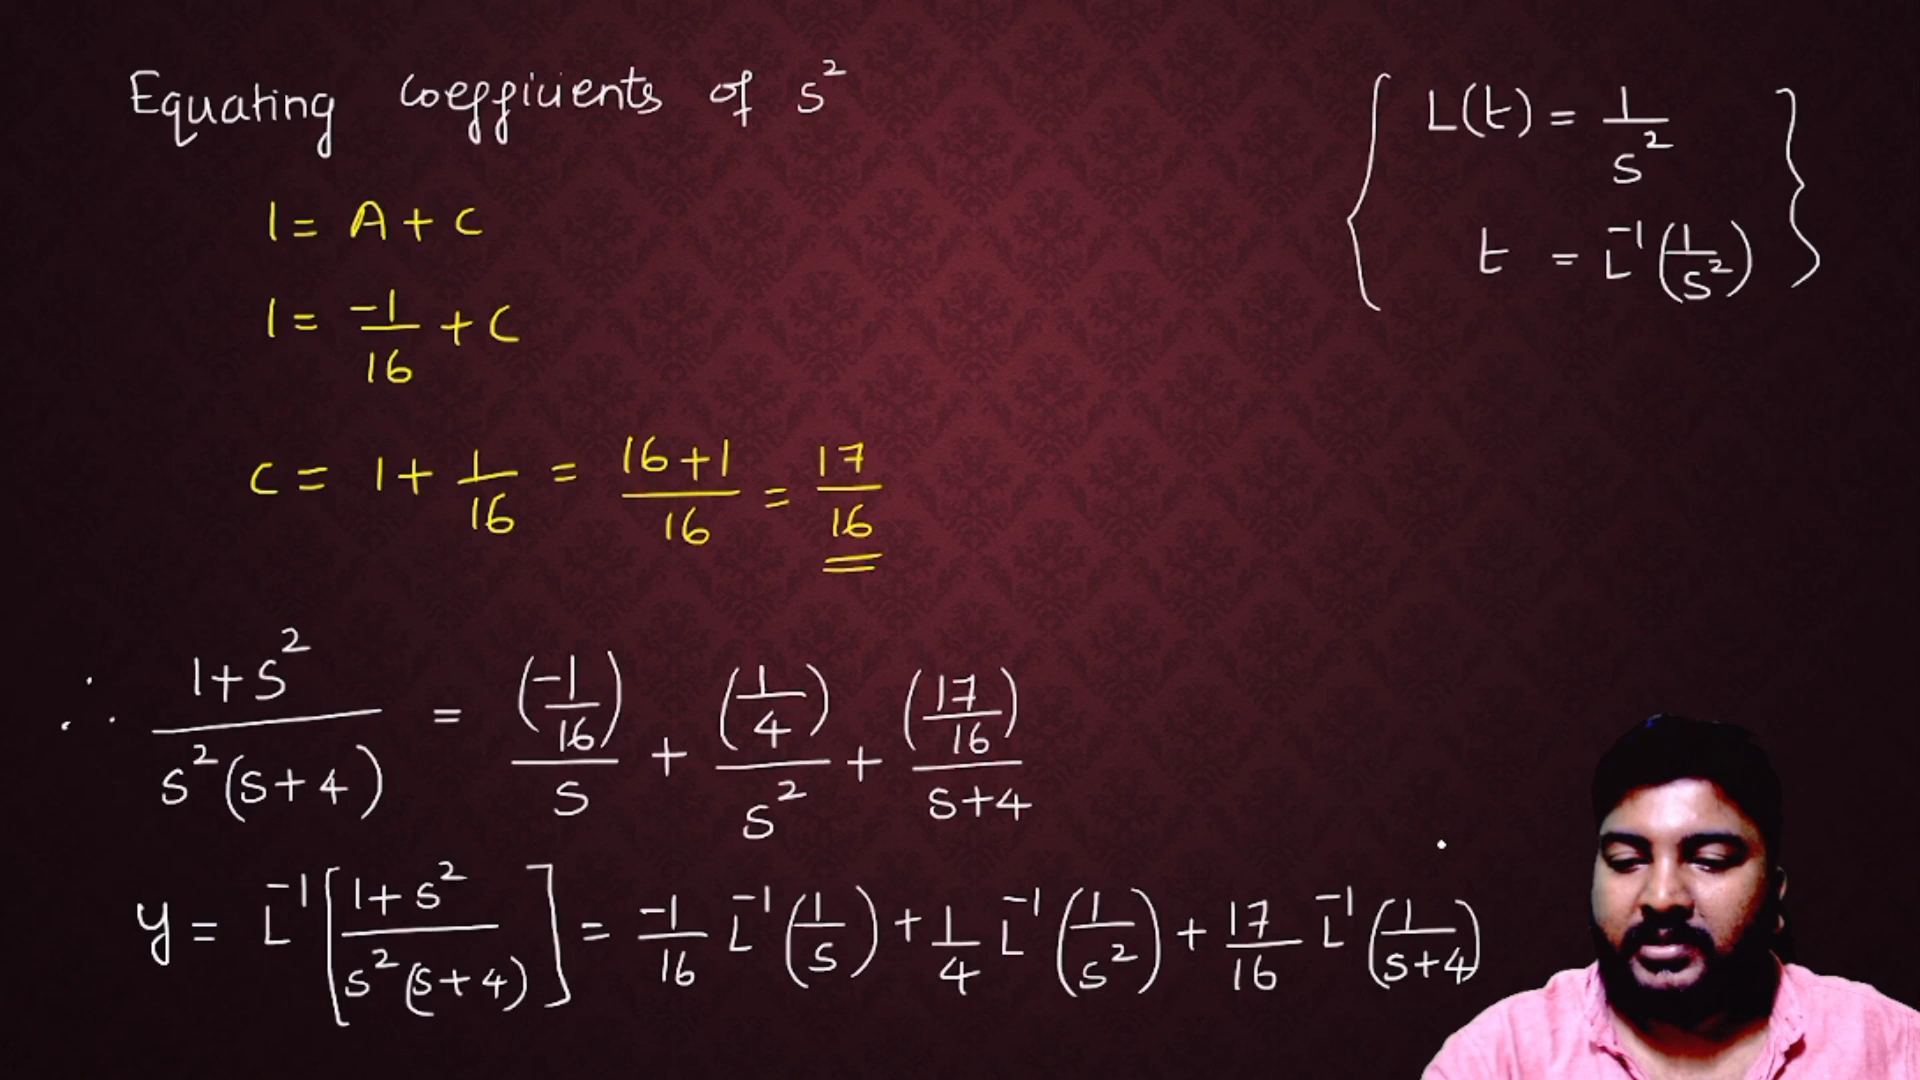 Equating coefficients of s²
L(t) = 1/s²
t = L⁻¹(1/s²)
1 = A + C
1 = -1/16 + C
C = 1 + 1/16 = 16+1/16 = 17/16
∴ 1+s²/s²(s+4) = (-1/16)/s + (1/4)/s² + (17/16)/s+4
y = L⁻¹[1+s²/s²(s+4)] = -1/16 L⁻¹(1/s) + 1/4 L⁻¹(1/s²) + 17/16 L⁻¹(1/s+4)